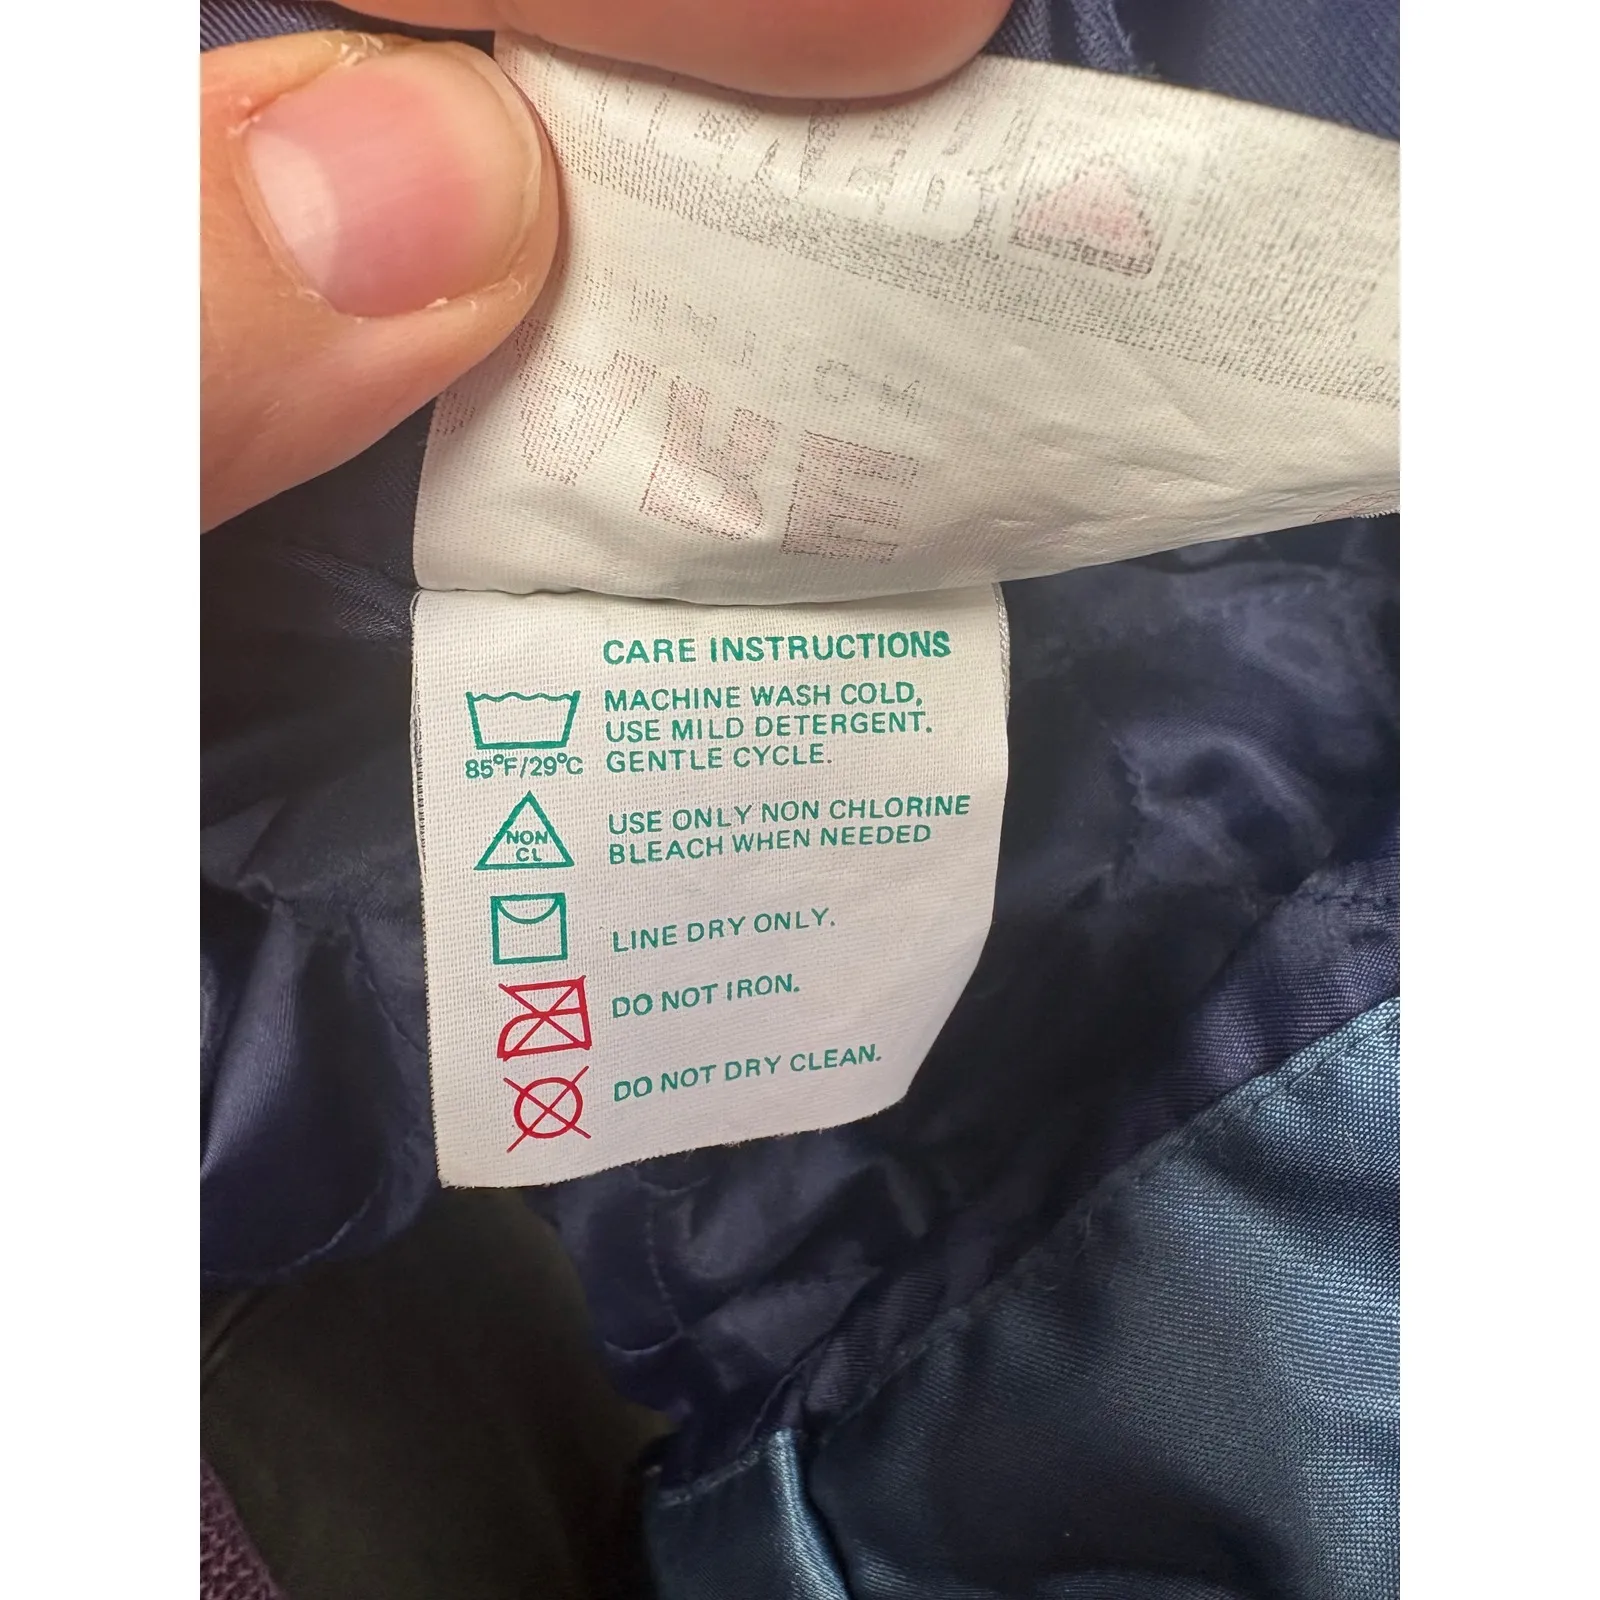 CARE INSTRUCTIONS
MACHINE WASH COLD,
USE MILD DETERGENT.
85°F/29°C GENTLE CYCLE.
NON
CL
USE ONLY NON CHLORINE
BLEACH WHEN NEEDED
LINE DRY ONLY.
DO NOT IRON.
DO NOT DRY CLEAN.